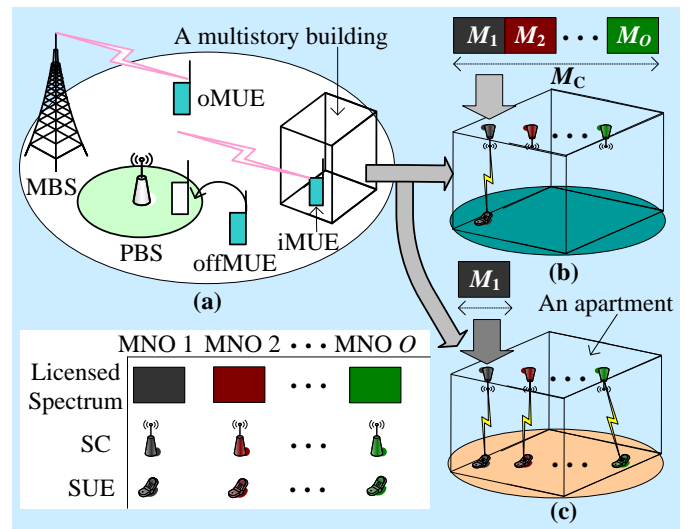 A multistory building
oMUE
MBS
PBS
offMUE
iMUE
(a)
M1 M2 • • • MO
MC
• • •
(b)
M1
An apartment
• • •
• • •
(c)
MNO 1 MNO 2 • • • MNO O
Licensed Spectrum • • •
SC • • •
SUE • • •